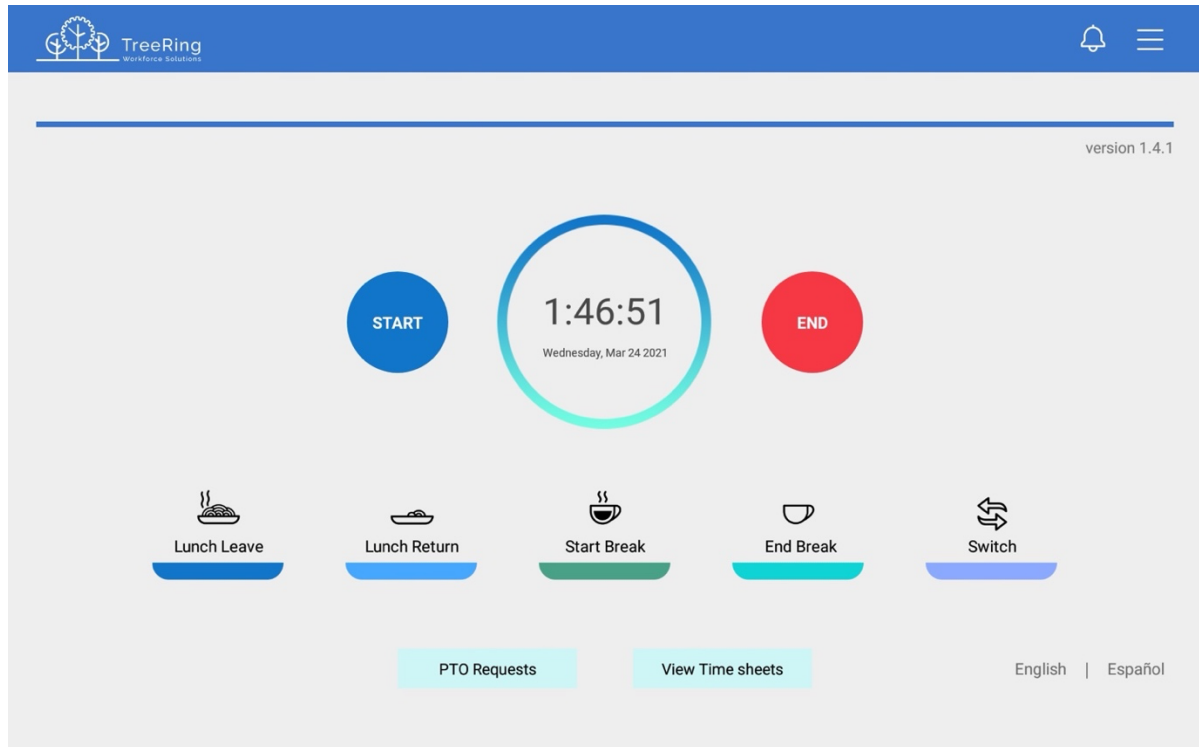 TreeRing
Workforce Solutions
version 1.4.1
START
1:46:51
Wednesday, Mar 24 2021
END
Lunch Leave
Lunch Return
Start Break
End Break
Switch
PTO Requests
View Time sheets
English | Español